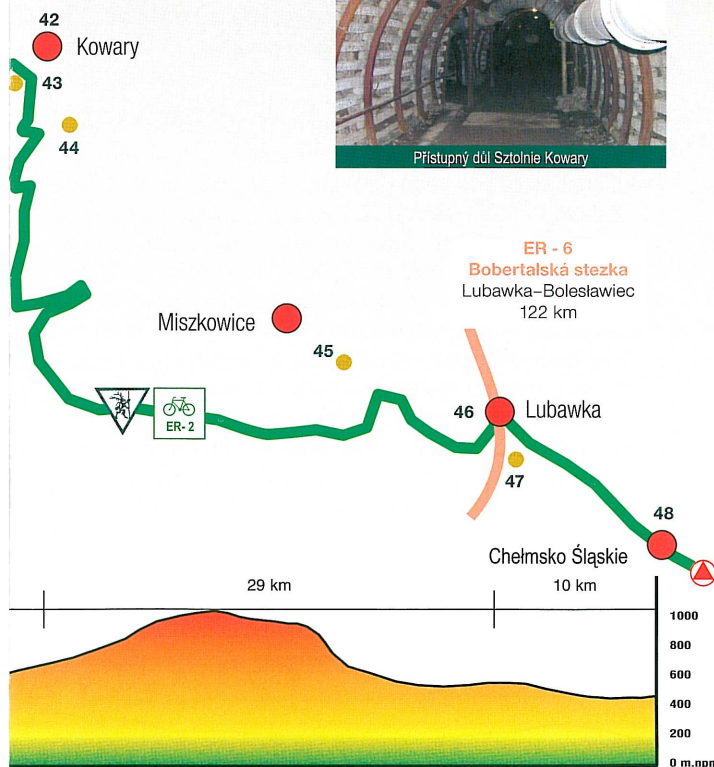 42
Kowary
43
44
Přístupný důl Sztolnie Kowary
ER - 6
Bobertalská stezka
Lubawka–Bolesławiec
122 km
Miszkowice
45
46
Lubawka
ER-2
47
48
Chełmsko Śląskie
29 km
10 km
1000
800
600
400
200
0 m.npm